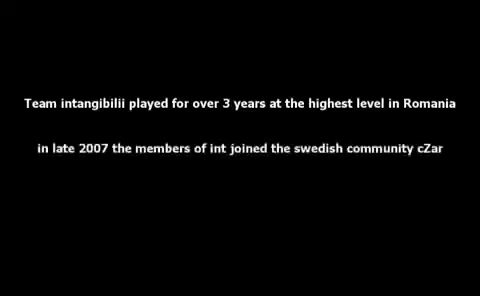 Team intangibilii played for over 3 years at the highest level in Romania
in late 2007 the members of int joined the swedish community cZar